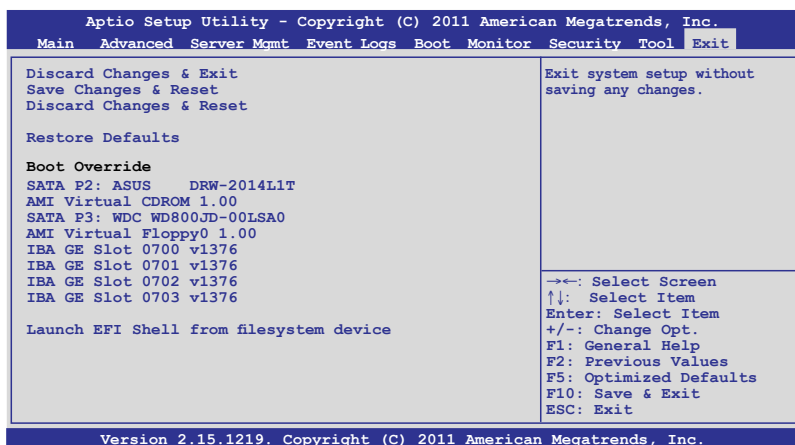 Aptio Setup Utility - Copyright (C) 2011 American Megatrends, Inc.
Main Advanced Server Mgmt Event Logs Boot Monitor Security Tool Exit
Discard Changes & Exit
Save Changes & Reset
Discard Changes & Reset
Restore Defaults
Boot Override
SATA P2: ASUS DRW-2014L1T
AMI Virtual CDROM 1.00
SATA P3: WDC WD800JD-00LSA0
AMI Virtual Floppy0 1.00
IBA GE Slot 0700 v1376
IBA GE Slot 0701 v1376
IBA GE Slot 0702 v1376
IBA GE Slot 0703 v1376
Launch EFI Shell from filesystem device
Exit system setup without
saving any changes.
→←: Select Screen
↑↓: Select Item
Enter: Select Item
+/-: Change Opt.
F1: General Help
F2: Previous Values
F5: Optimized Defaults
F10: Save & Exit
ESC: Exit
Version 2.15.1219. Copyright (C) 2011 American Megatrends, Inc.